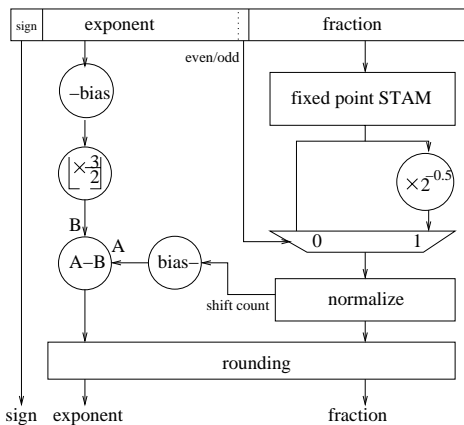 sign exponent fraction
even/odd
–bias
fixed point STAM
⌊×3/2⌋
×2^–0.5
B
A
0 1
A–B
bias–
shift count
normalize
rounding
sign exponent fraction